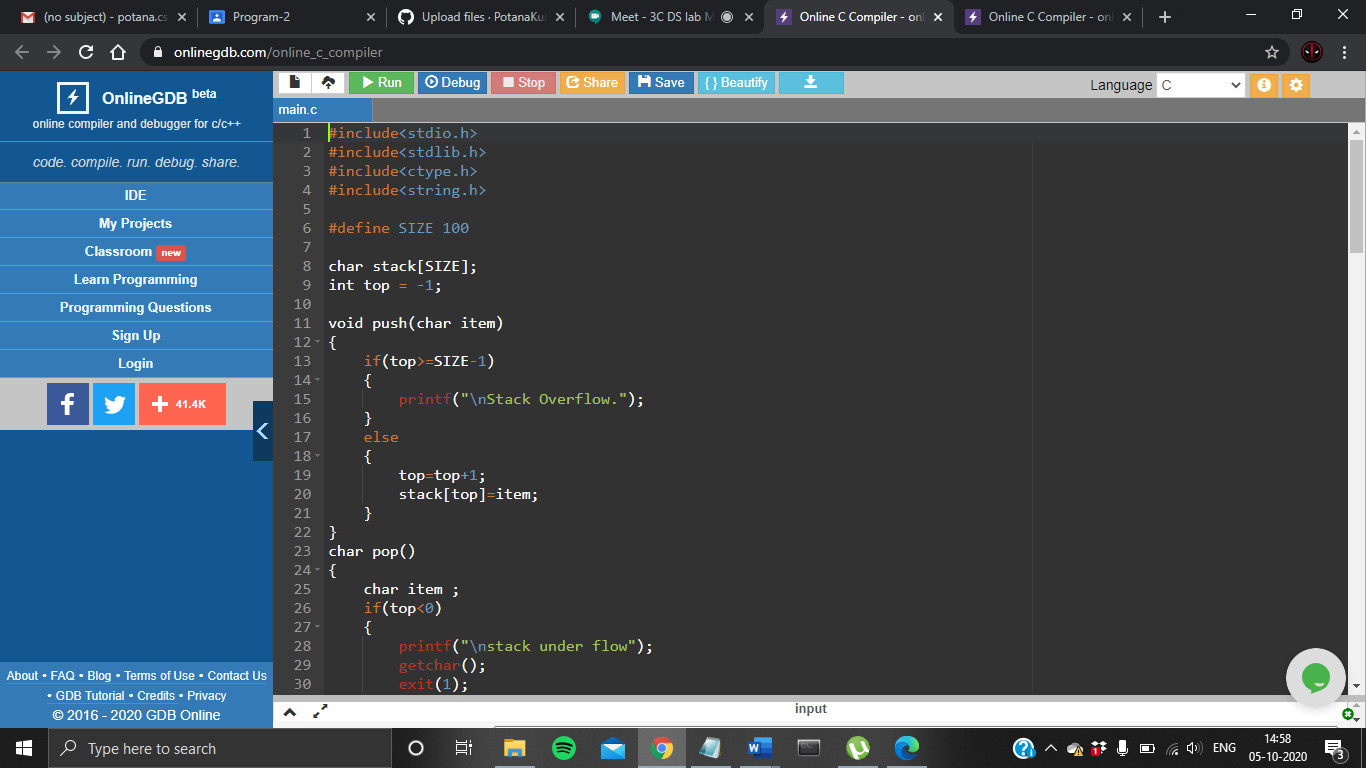 (no subject) - potana.cs
Program-2
Upload files · PotanaKu
Meet - 3C DS lab M
Online C Compiler - onl
Online C Compiler - onl
onlinegdb.com/online_c_compiler
OnlineGDB beta
online compiler and debugger for c/c++
code. compile. run. debug. share.
IDE
My Projects
Classroom new
Learn Programming
Programming Questions
Sign Up
Login
41.4K
About • FAQ • Blog • Terms of Use • Contact Us
• GDB Tutorial • Credits • Privacy
© 2016 - 2020 GDB Online
Run Debug Stop Share Save { } Beautify
Language C
main.c
1 #include<stdio.h>
2 #include<stdlib.h>
3 #include<ctype.h>
4 #include<string.h>
5
6 #define SIZE 100
7
8 char stack[SIZE];
9 int top = -1;
10
11 void push(char item)
12 {
13 if(top>=SIZE-1)
14 {
15 printf("\nStack Overflow.");
16 }
17 else
18 {
19 top=top+1;
20 stack[top]=item;
21 }
22 }
23 char pop()
24 {
25 char item ;
26 if(top<0)
27 {
28 printf("\nstack under flow");
29 getchar();
30 exit(1);
input
Type here to search
ENG
14:58
05-10-2020
3